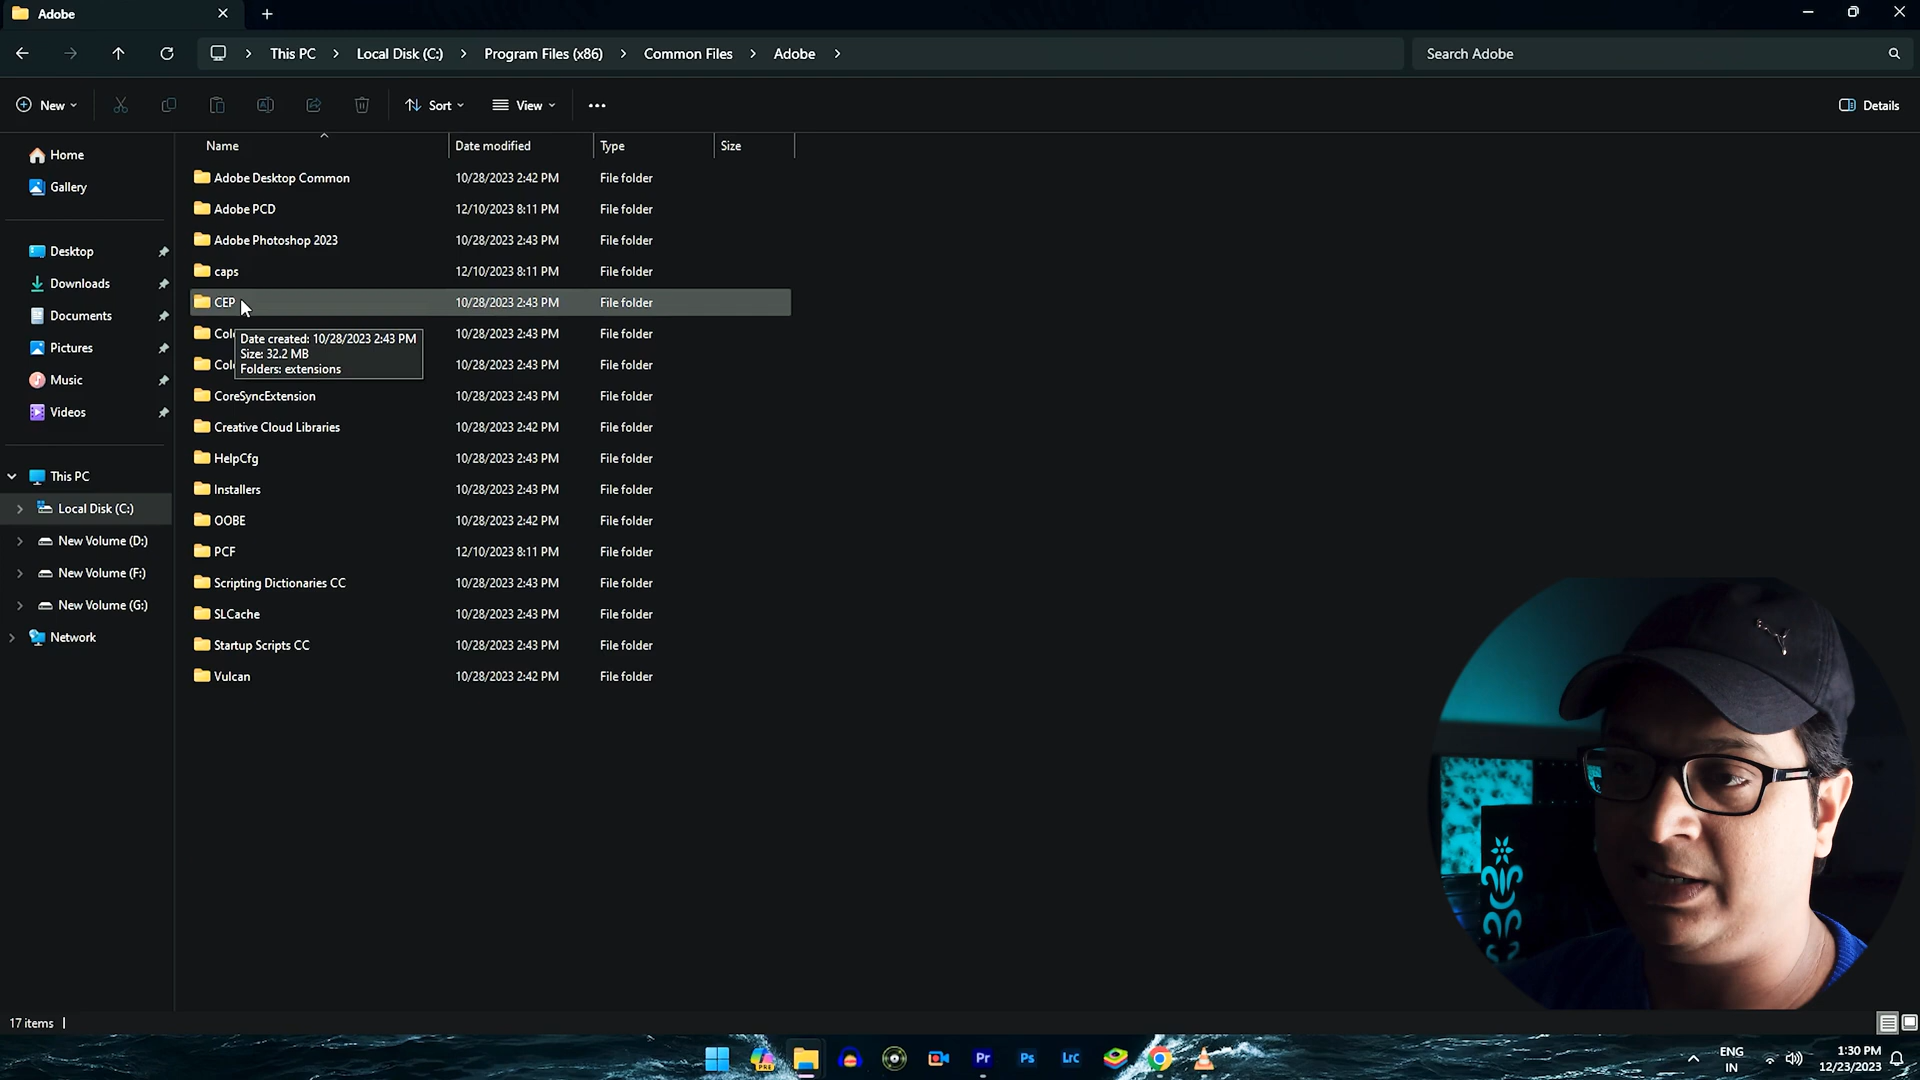 Adobe
This PC
Local Disk (C:)
Program Files (x86)
Common Files
Adobe
Search Adobe
New
Sort
View
Details
Name
Date modified
Type
Size
Home
Gallery
Desktop
Downloads
Documents
Pictures
Music
Videos
This PC
Local Disk (C:)
New Volume (D:)
New Volume (F:)
New Volume (G:)
Network
Adobe Desktop Common 10/28/2023 2:42 PM File folder
Adobe PCD 12/10/2023 8:11 PM File folder
Adobe Photoshop 2023 10/28/2023 2:43 PM File folder
caps 12/10/2023 8:11 PM File folder
CEP 10/28/2023 2:43 PM File folder
10/28/2023 2:43 PM File folder
10/28/2023 2:43 PM File folder
Date created: 10/28/2023 2:43 PM
Size: 32.2 MB
Folders: extensions
CoreSyncExtension 10/28/2023 2:43 PM File folder
Creative Cloud Libraries 10/28/2023 2:42 PM File folder
HelpCfg 10/28/2023 2:43 PM File folder
Installers 10/28/2023 2:43 PM File folder
OOBE 10/28/2023 2:42 PM File folder
PCF 12/10/2023 8:11 PM File folder
Scripting Dictionaries CC 10/28/2023 2:43 PM File folder
SLCache 10/28/2023 2:43 PM File folder
Startup Scripts CC 10/28/2023 2:43 PM File folder
Vulcan 10/28/2023 2:42 PM File folder
17 items
PRE
Pr
Ps
Lrc
ENG
IN
1:30 PM
12/23/2023